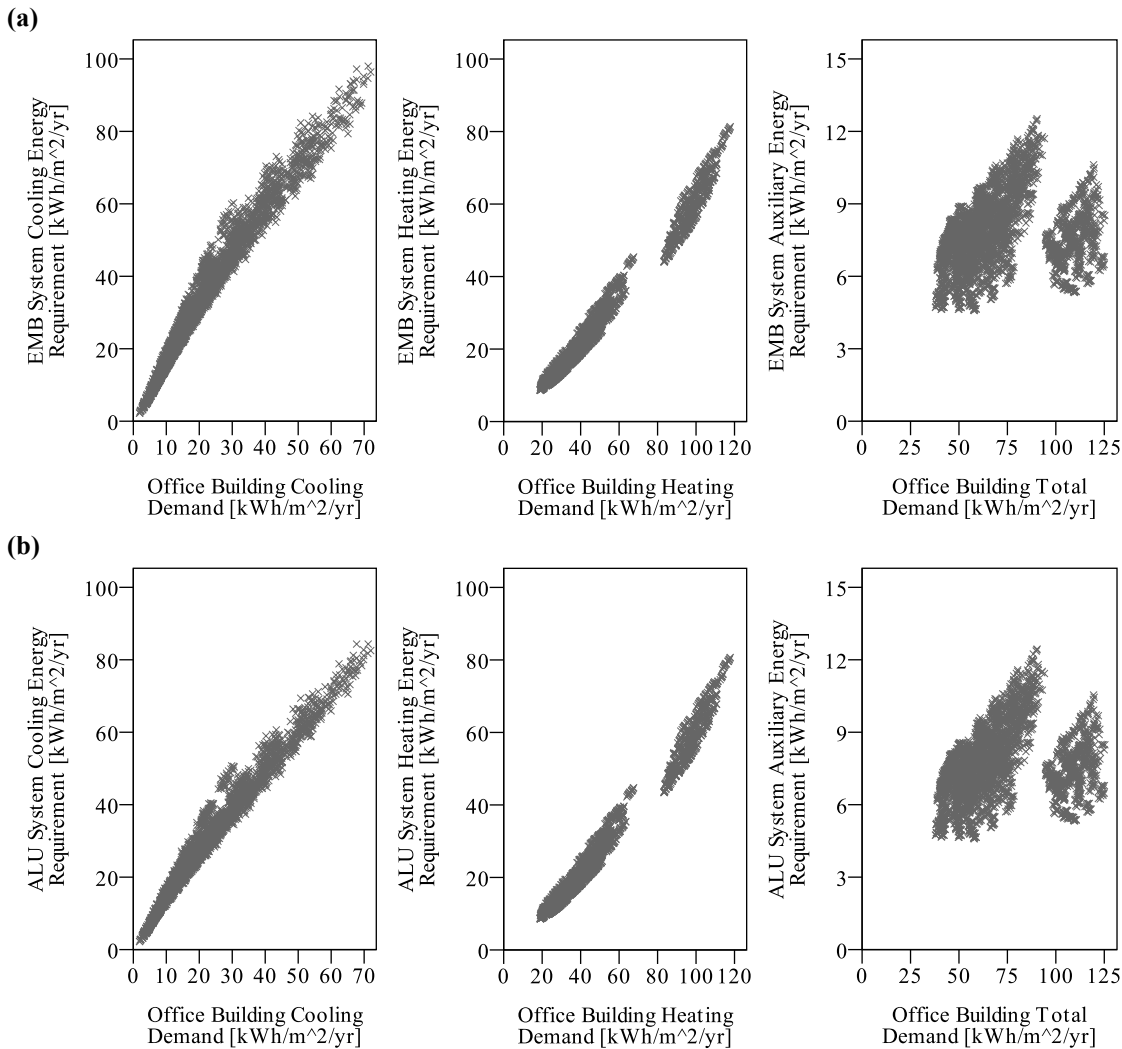 (a)
EMB System Cooling Energy
Requirement [kWh/m^2/yr]
100
80
60
40
20
0
0 10 20 30 40 50 60 70
Office Building Cooling
Demand [kWh/m^2/yr]
EMB System Heating Energy
Requirement [kWh/m^2/yr]
100
80
60
40
20
0
0 20 40 60 80 100 120
Office Building Heating
Demand [kWh/m^2/yr]
EMB System Auxiliary Energy
Requirement [kWh/m^2/yr]
15
12
9
6
3
0
0 25 50 75 100 125
Office Building Total
Demand [kWh/m^2/yr]
(b)
ALU System Cooling Energy
Requirement [kWh/m^2/yr]
100
80
60
40
20
0
0 10 20 30 40 50 60 70
Office Building Cooling
Demand [kWh/m^2/yr]
ALU System Heating Energy
Requirement [kWh/m^2/yr]
100
80
60
40
20
0
0 20 40 60 80 100 120
Office Building Heating
Demand [kWh/m^2/yr]
ALU System Auxiliary Energy
Requirement [kWh/m^2/yr]
15
12
9
6
3
0
0 25 50 75 100 125
Office Building Total
Demand [kWh/m^2/yr]